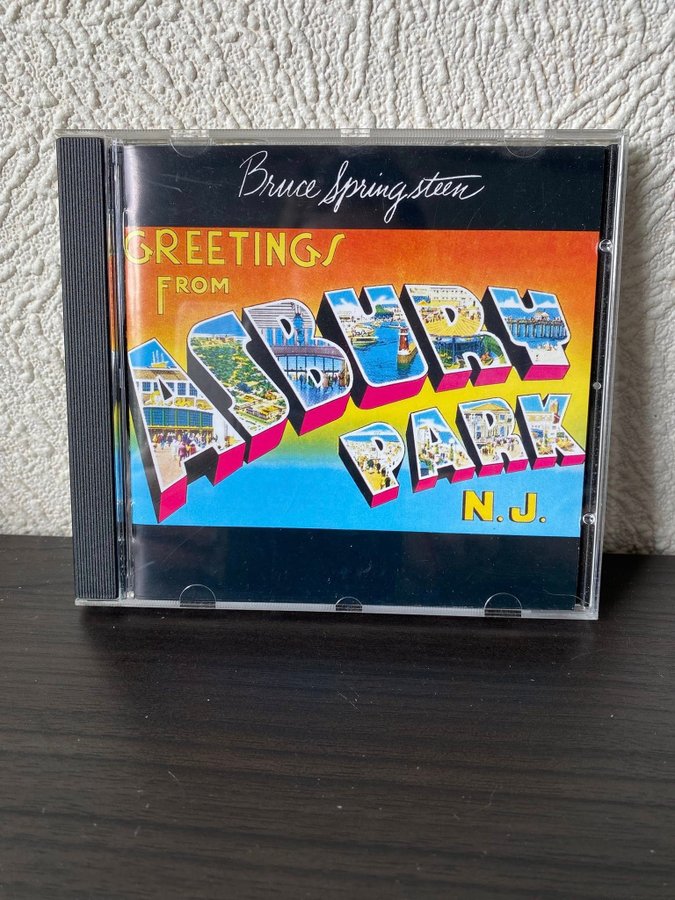 Bruce Springsteen
GREETINGS
FROM
ASBURY
PARK
N.J.